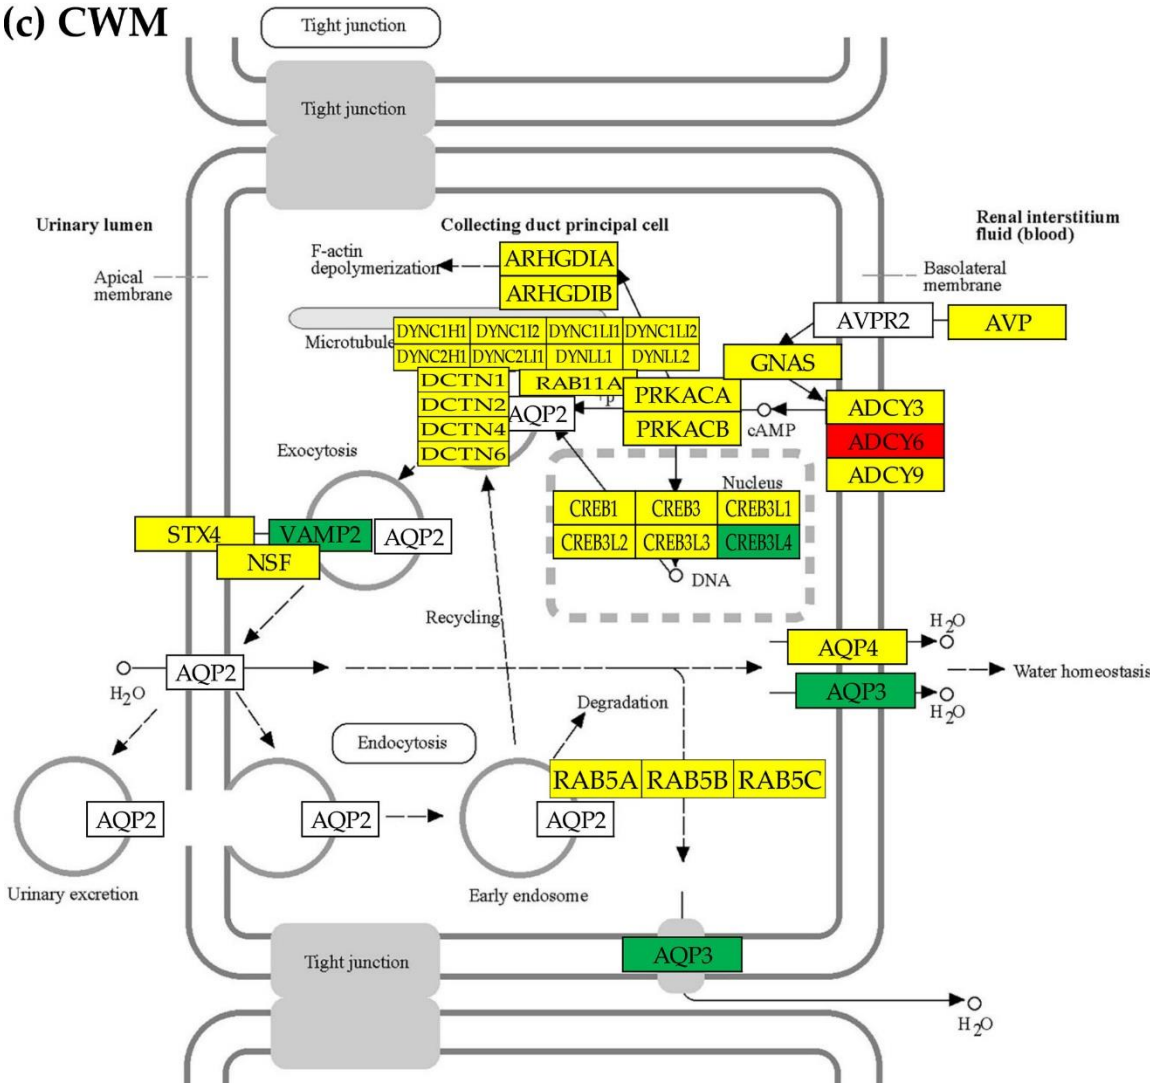 (c) CWM
Tight junction
Tight junction
Urinary lumen
Collecting duct principal cell
Renal interstitium
fluid (blood)
Apical
membrane
F-actin
depolymerization
ARHGDIA
ARHGDIB
Basolateral
membrane
Microtubule
DYNC1H1 DYNC1I2 DYNC1LI1 DYNC1LI2
DYNC2H1 DYNC2LI1 DYNLL1 DYNLL2
AVPR2
AVP
GNAS
DCTN1
DCTN2
DCTN4
DCTN6
RAB11A
+p
AQP2
PRKACA
PRKACB
cAMP
ADCY3
ADCY6
ADCY9
Exocytosis
Nucleus
CREB1 CREB3 CREB3L1
CREB3L2 CREB3L3 CREB3L4
DNA
STX4
VAMP2
AQP2
NSF
Recycling
H2O
AQP4
AQP2
H2O
Water homeostasis
AQP3
H2O
Degradation
Endocytosis
RAB5A RAB5B RAB5C
AQP2
AQP2
AQP2
Urinary excretion
Early endosome
Tight junction
AQP3
H2O